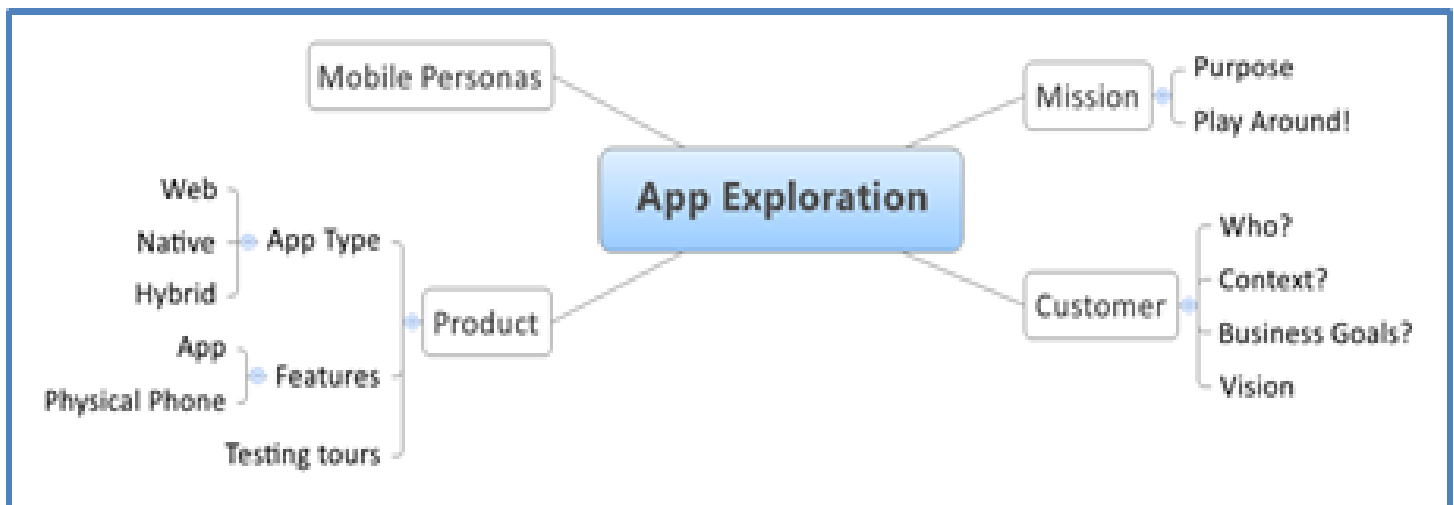 Mobile Personas
Mission
Purpose
Play Around!
App Exploration
Web
Native
Hybrid
App Type
Product
App
Physical Phone
Features
Testing tours
Customer
Who?
Context?
Business Goals?
Vision